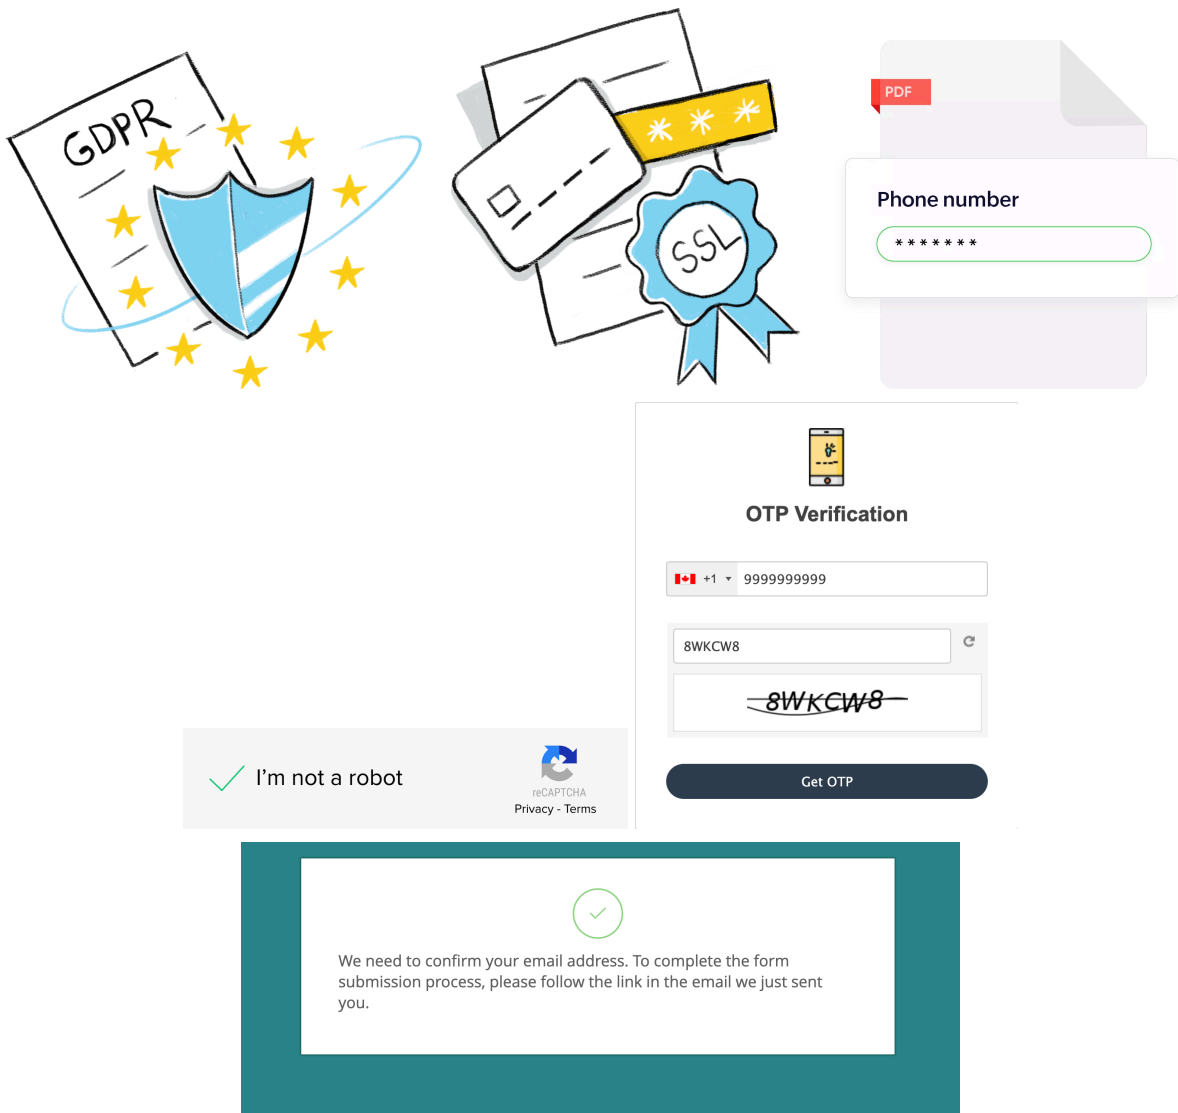 GDPR
* * *
SSL
PDF
Phone number
*******
OTP Verification
+1
9999999999
8WKCW8
8WKCW8
Get OTP
I'm not a robot
reCAPTCHA
Privacy - Terms
We need to confirm your email address. To complete the form
submission process, please follow the link in the email we just sent
you.